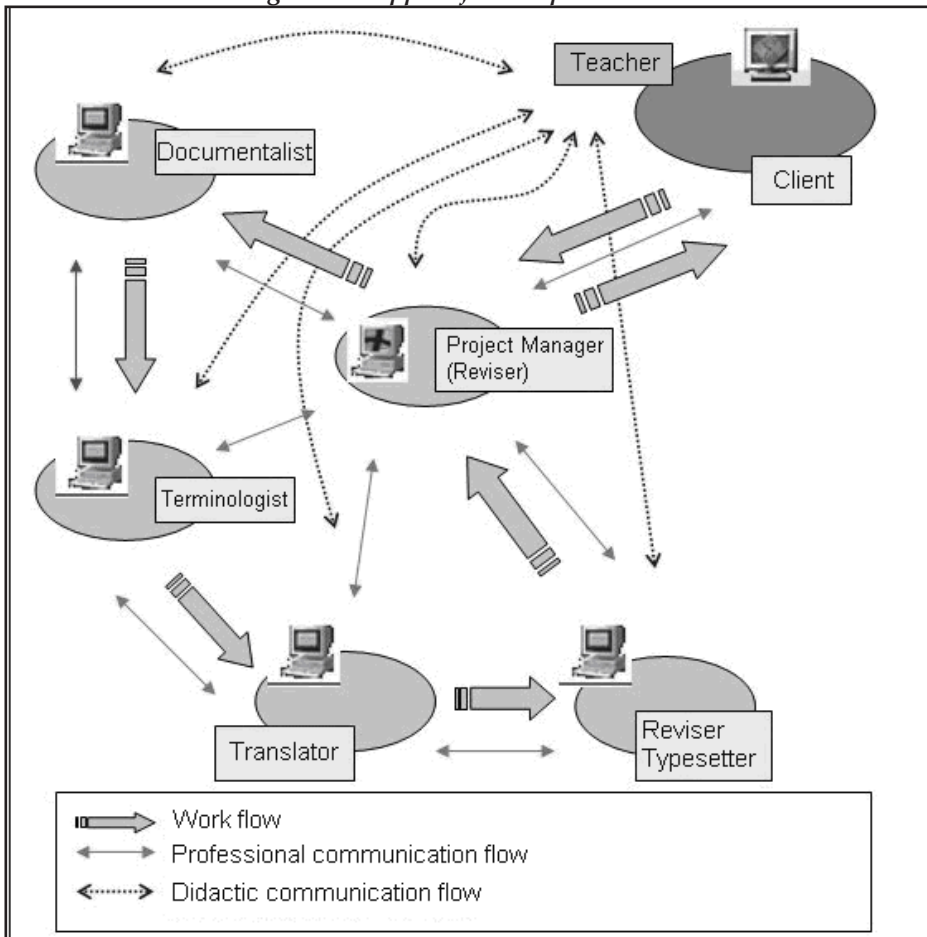 Teacher
Documentalist
Client
Project Manager
(Reviser)
Terminologist
Translator
Reviser
Typesetter
Work flow
Professional communication flow
Didactic communication flow